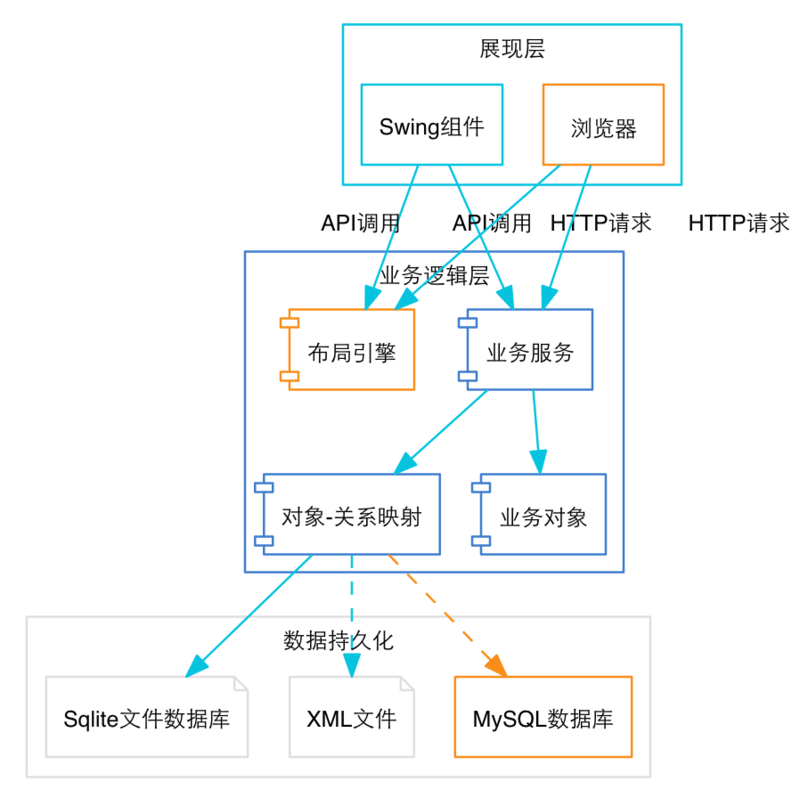 展现层
Swing组件
浏览器
API调用
API调用
HTTP请求
HTTP请求
业务逻辑层
布局引擎
业务服务
对象-关系映射
业务对象
数据持久化
Sqlite文件数据库
XML文件
MySQL数据库